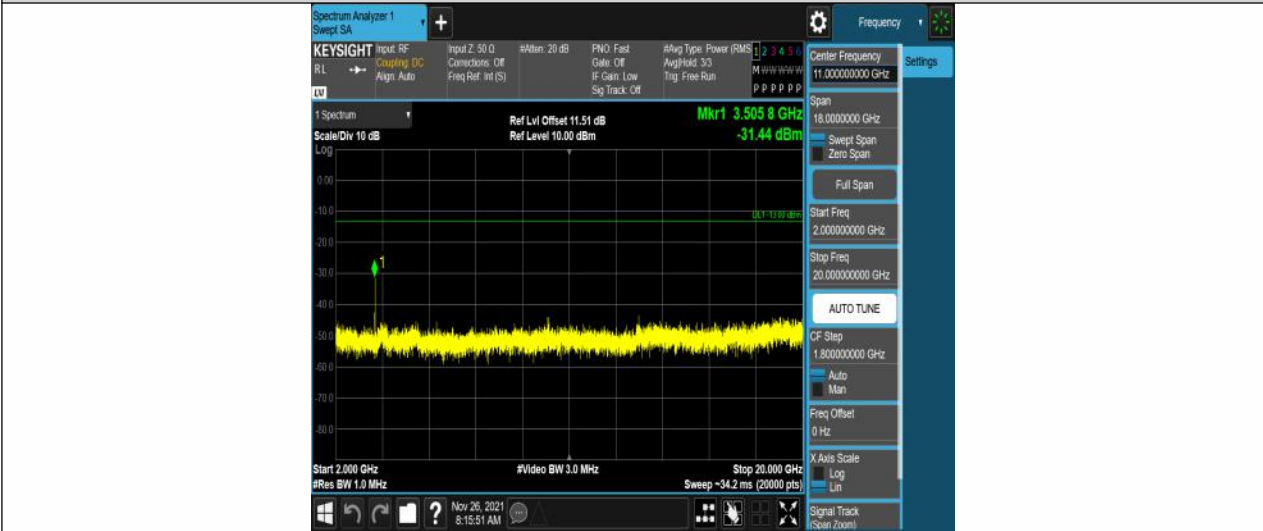 Spectrum Analyzer 1
Swept SA
+
Frequency
KEYSIGHT
RL
LV
Input: RF
Coupling: DC
Align: Auto
Input Z: 50 Ω
Corrections: Off
Freq Ref: Int (S)
#Atten: 20 dB
PNO: Fast
Gate: Off
IF Gain: Low
Sig Track: Off
#Avg Type: Power (RMS
Avg|Hold: 3/3
Trig: Free Run
1 2 3 4 5 6
M W W W W W
P P P P P P
Center Frequency
11.000000000 GHz
Settings
Span
18.0000000 GHz
Swept Span
Zero Span
Full Span
Start Freq
2.000000000 GHz
Stop Freq
20.000000000 GHz
AUTO TUNE
CF Step
1.800000000 GHz
Auto
Man
Freq Offset
0 Hz
X Axis Scale
Log
Lin
Signal Track
(Span Zoom)
1 Spectrum
Scale/Div 10 dB
Ref Lvl Offset 11.51 dB
Ref Level 10.00 dBm
Mkr1 3.505 8 GHz
-31.44 dBm
Log
0.00
-10.0
DL1 -13.00 dBm
-20.0
1
-30.0
-40.0
-50.0
-60.0
-70.0
-80.0
Start 2.000 GHz
#Video BW 3.0 MHz
Stop 20.000 GHz
#Res BW 1.0 MHz
Sweep ~34.2 ms (20000 pts)
?
Nov 26, 2021
8:15:51 AM